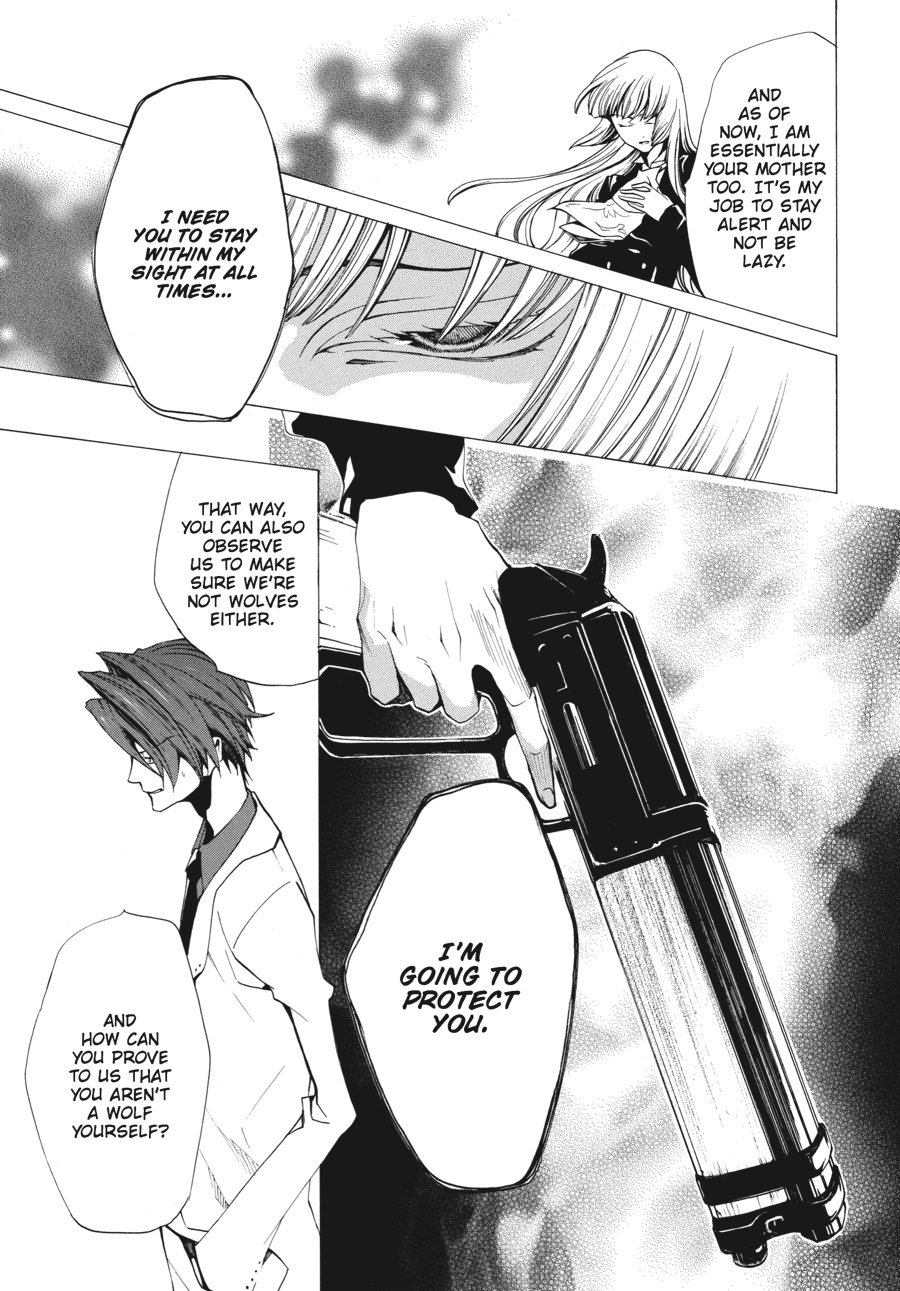 AND
AS OF
NOW, I AM
ESSENTIALLY
YOUR MOTHER
TOO. IT'S MY
JOB TO STAY
ALERT AND
NOT BE
LAZY.
I NEED
YOU TO STAY
WITHIN MY
SIGHT AT ALL
TIMES...
THAT WAY,
YOU CAN ALSO
OBSERVE
US TO MAKE
SURE WE'RE
NOT WOLVES
EITHER.
I'M
GOING TO
PROTECT
YOU.
AND
HOW CAN
YOU PROVE
TO US THAT
YOU AREN'T
A WOLF
YOURSELF?